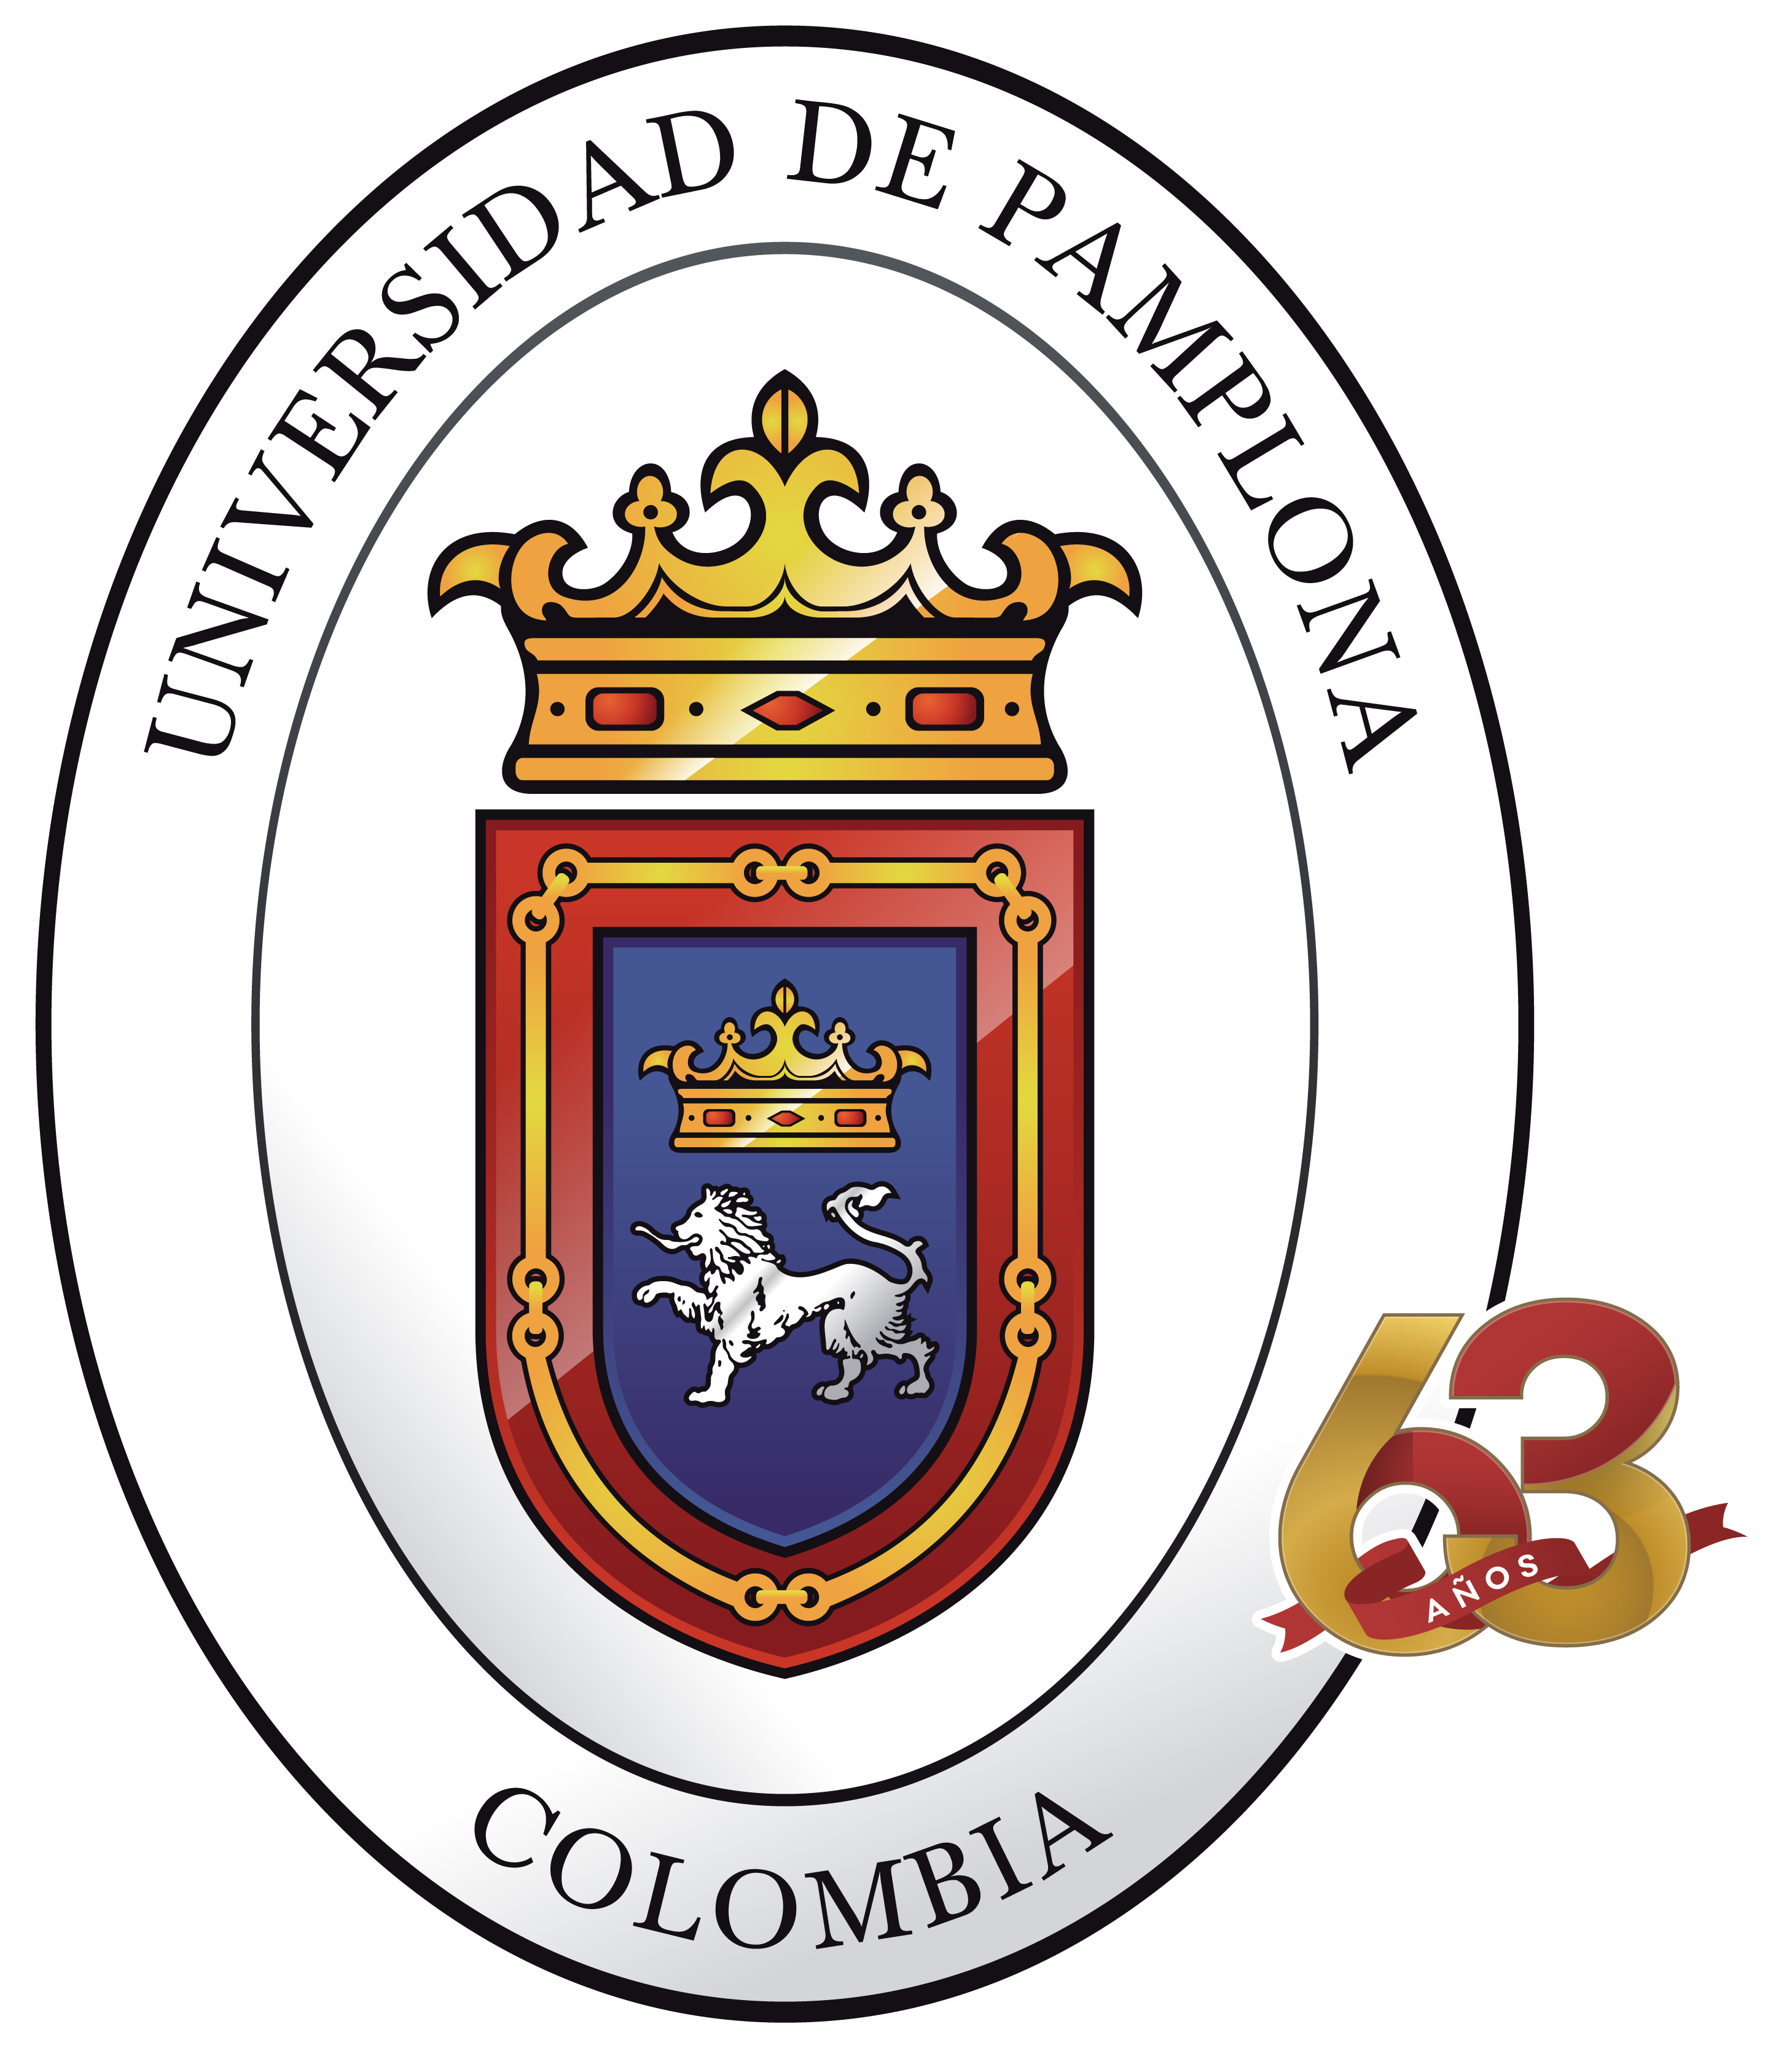 UNIVERSIDAD DE PAMPLONA
63
AÑOS
COLOMBIA